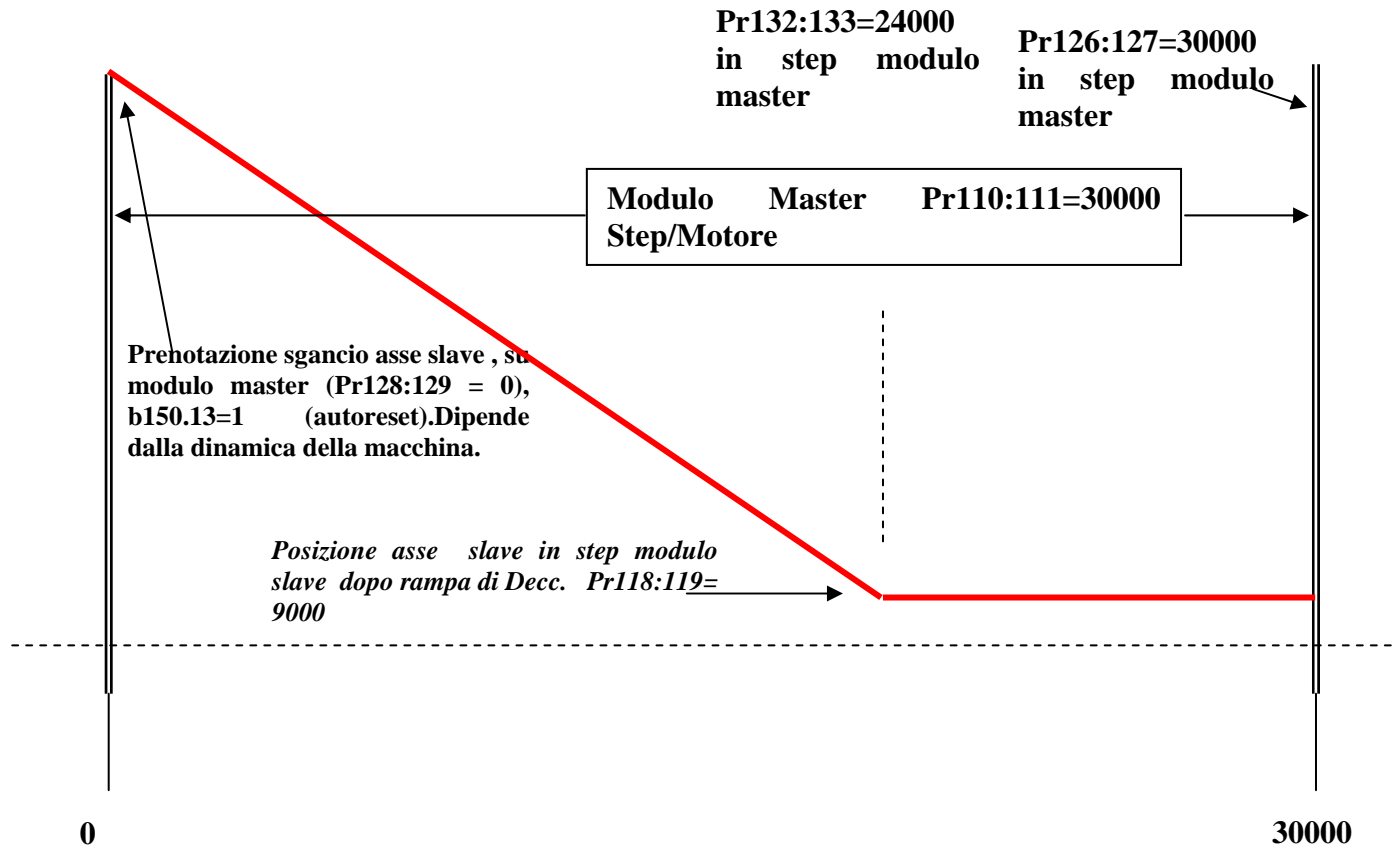 Pr132:133=24000
in step modulo
master
Pr126:127=30000
in step modulo
master
Modulo Master Pr110:111=30000
Step/Motore
Prenotazione sgancio asse slave , su
modulo master (Pr128:129 = 0),
b150.13=1 (autoreset).Dipende
dalla dinamica della macchina.
Posizione asse slave in step modulo
slave dopo rampa di Decc. Pr118:119=
9000
0
30000